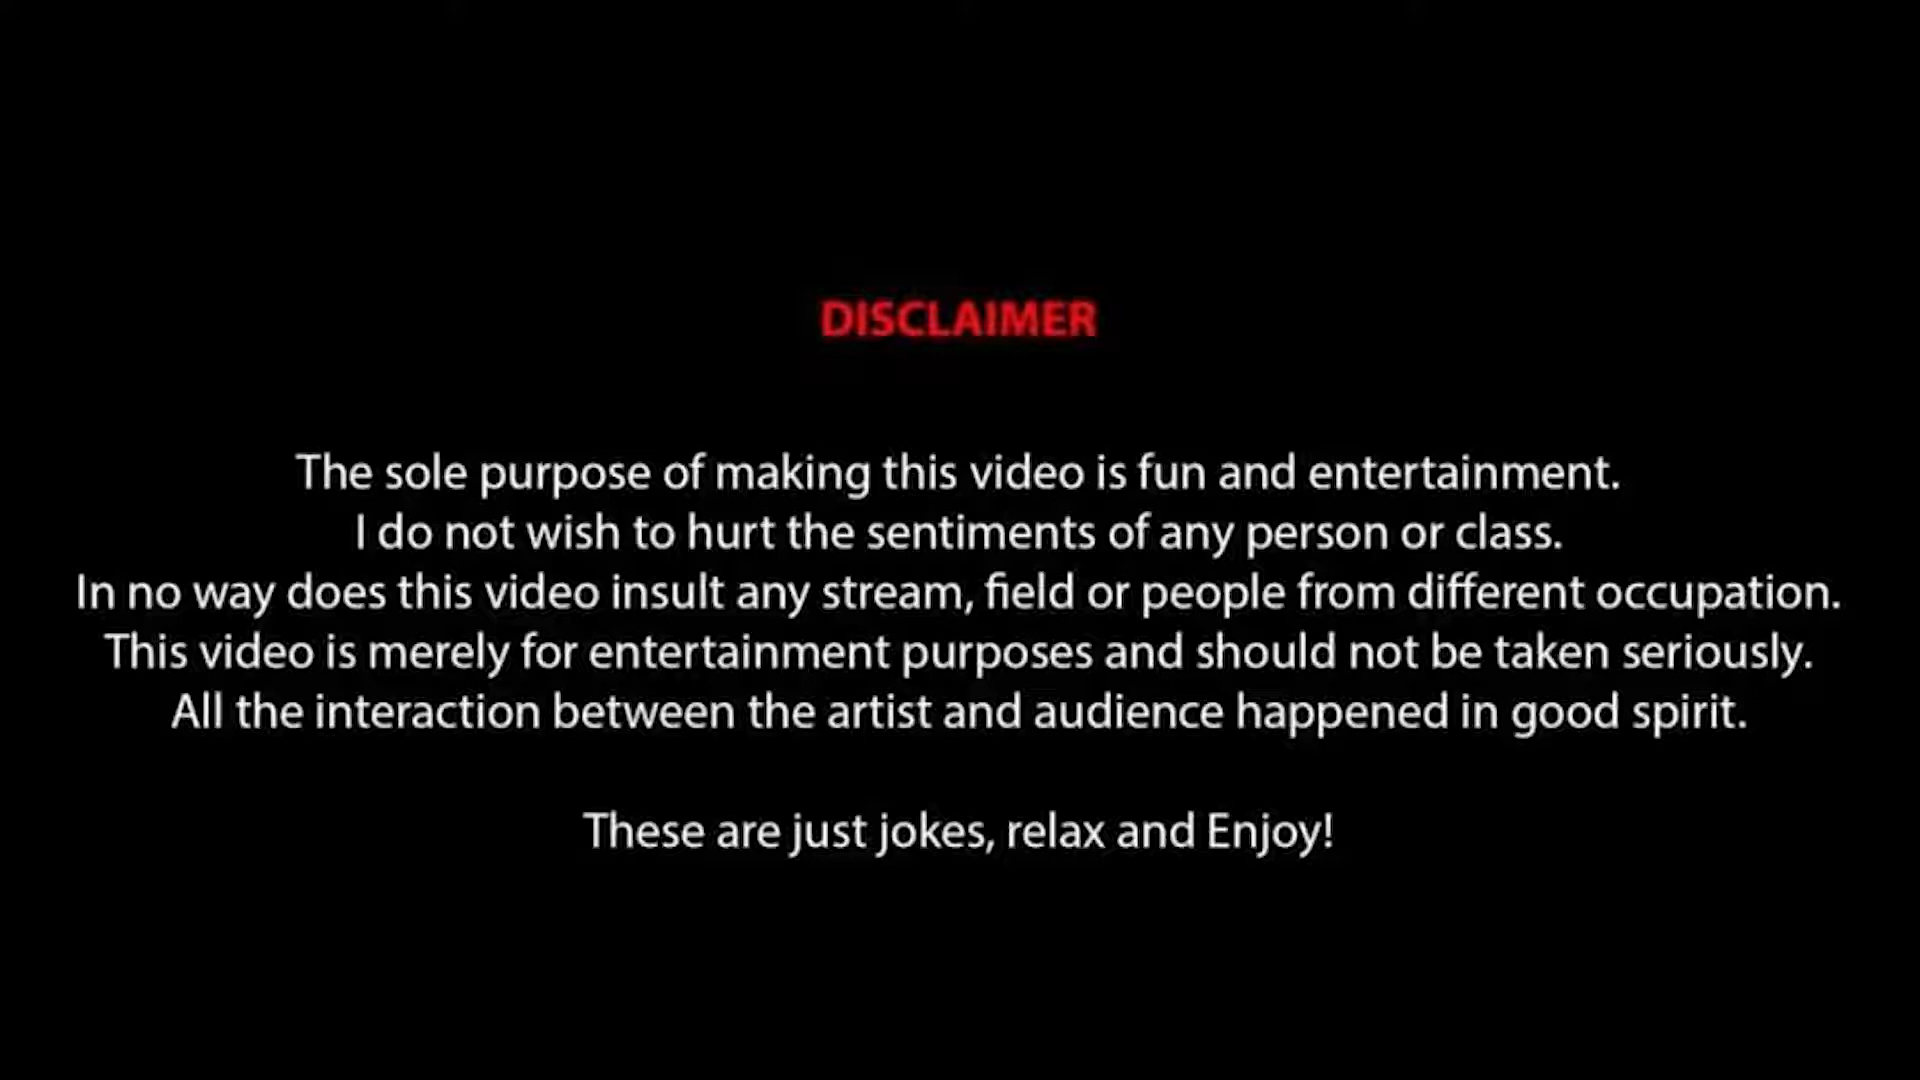 DISCLAIMER
The sole purpose of making this video is fun and entertainment.
I do not wish to hurt the sentiments of any person or class.
In no way does this video insult any stream, field or people from different occupation.
This video is merely for entertainment purposes and should not be taken seriously.
All the interaction between the artist and audience happened in good spirit.
These are just jokes, relax and Enjoy!